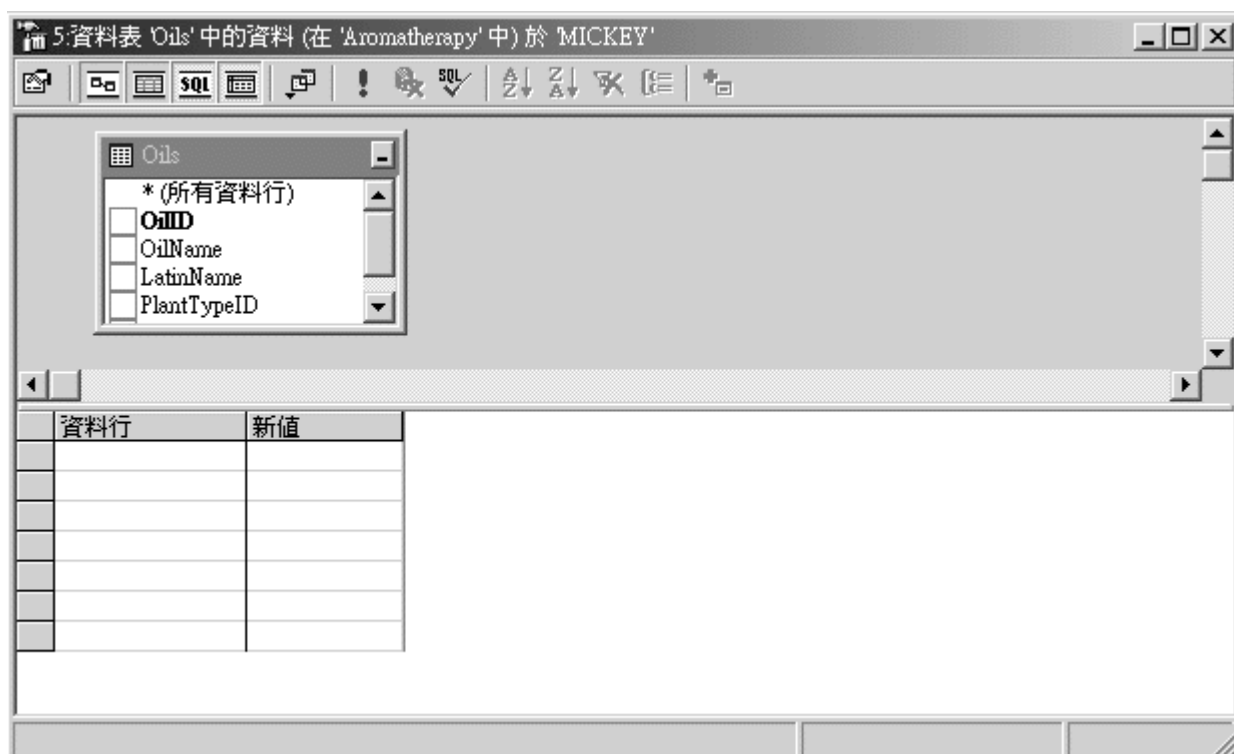 5:資料表 'Oils' 中的資料 (在 'Aromatherapy' 中) 於 'MICKEY'
SQL SQL A Z Z A
Oils
* (所有資料行)
OilID
OilName
LatinName
PlantTypeID
資料行 新值